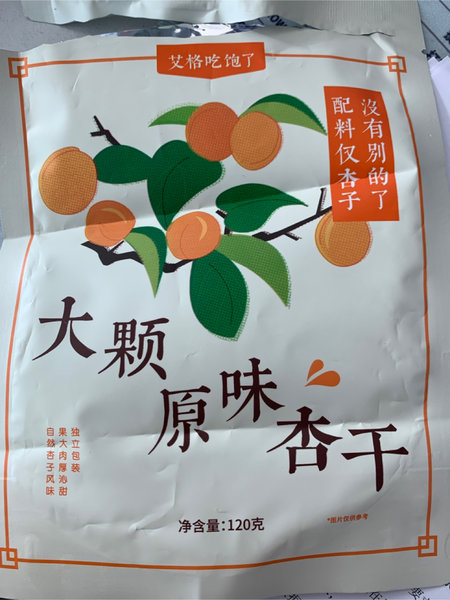 艾格吃饱了
没有别的了
配料仅杏子
大颗
原味
杏干
独立包装
果大肉厚沁甜
自然杏子风味
净含量:120克
*图片仅供参考